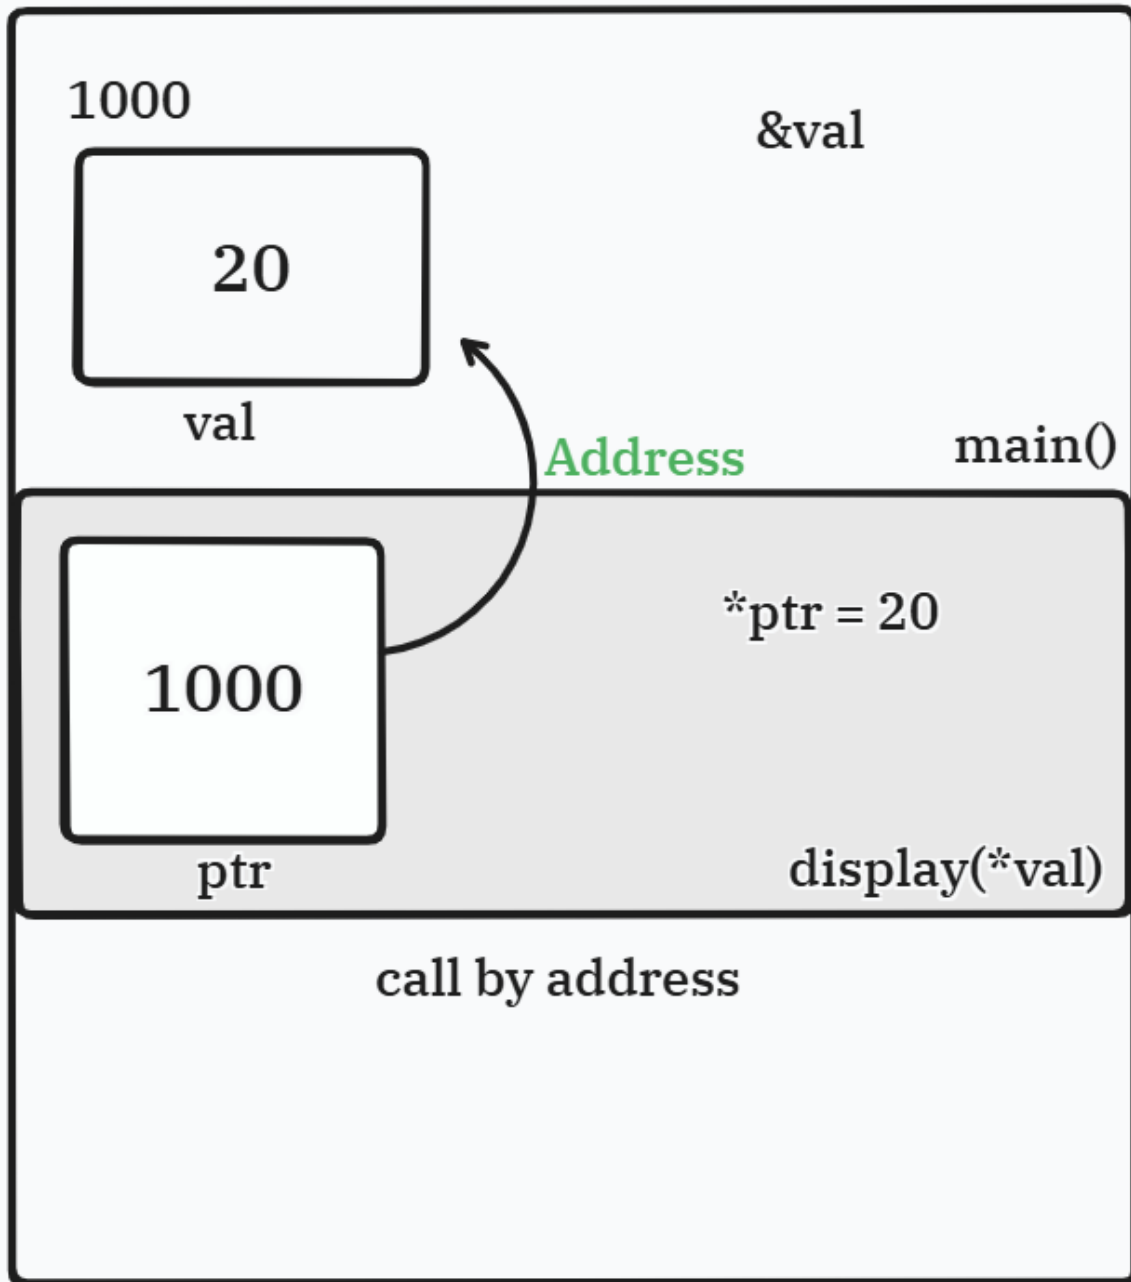 1000
&val
20
val
Address
main()
1000
*ptr = 20
ptr
display(*val)
call by address